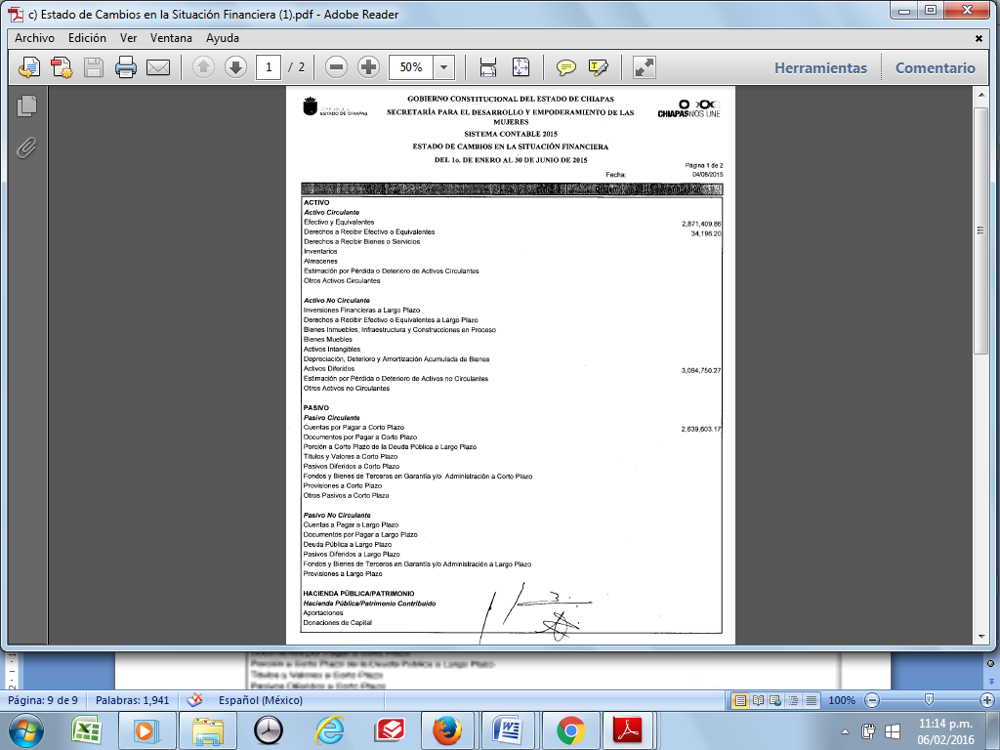 c) Estado de Cambios en la Situación Financiera (1).pdf - Adobe Reader
Archivo Edición Ver Ventana Ayuda
1 / 2 50% Herramientas Comentario
GOBIERNO CONSTITUCIONAL DEL ESTADO DE CHIAPAS
SECRETARÍA PARA EL DESARROLLO Y EMPODERAMIENTO DE LAS
MUJERES
SISTEMA CONTABLE 2015
ESTADO DE CAMBIOS EN LA SITUACIÓN FINANCIERA
DEL 1o. DE ENERO AL 30 DE JUNIO DE 2015
ESTADO DE CHIAPAS
CHIAPASNOS UNE
Página 1 de 2
Fecha: 04/08/2015
ACTIVO
Activo Circulante
Efectivo y Equivalentes 2,871,409.86
Derechos a Recibir Efectivo o Equivalentes 34,196.20
Derechos a Recibir Bienes o Servicios
Inventarios
Almacenes
Estimación por Pérdida o Deterioro de Activos Circulantes
Otros Activos Circulantes
Activo No Circulante
Inversiones Financieras a Largo Plazo
Derechos a Recibir Efectivo o Equivalentes a Largo Plazo
Bienes Inmuebles, Infraestructura y Construcciones en Proceso
Bienes Muebles
Activos Intangibles
Depreciación, Deterioro y Amortización Acumulada de Bienes
Activos Diferidos 3,094,750.27
Estimación por Pérdida o Deterioro de Activos no Circulantes
Otros Activos no Circulantes
PASIVO
Pasivo Circulante
Cuentas por Pagar a Corto Plazo 2,639,603.17
Documentos por Pagar a Corto Plazo
Porción a Corto Plazo de la Deuda Pública a Largo Plazo
Títulos y Valores a Corto Plazo
Pasivos Diferidos a Corto Plazo
Fondos y Bienes de Terceros en Garantía y/o Administración a Corto Plazo
Provisiones a Corto Plazo
Otros Pasivos a Corto Plazo
Pasivo No Circulante
Cuentas a Pagar a Largo Plazo
Documentos por Pagar a Largo Plazo
Deuda Pública a Largo Plazo
Pasivos Diferidos a Largo Plazo
Fondos y Bienes de Terceros en Garantía y/o Administración a Largo Plazo
Provisiones a Largo Plazo
HACIENDA PÚBLICA/PATRIMONIO
Hacienda Pública/Patrimonio Contribuido
Aportaciones
Donaciones de Capital
Porción a Corto Plazo de la Deuda Pública a Largo Plazo
Títulos y Valores a Corto Plazo
Página: 9 de 9 Palabras: 1,941 Español (México) 100%
11:14 p.m.
06/02/2016